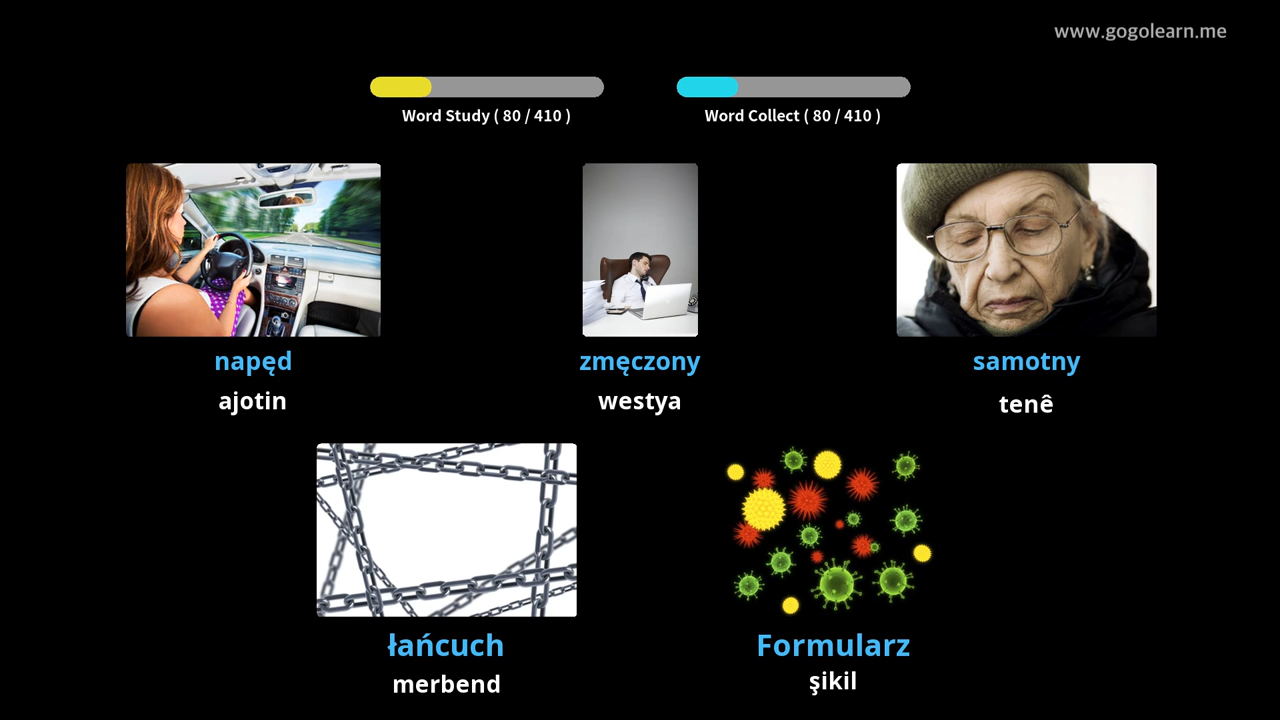 www.gogolearn.me
Word Study ( 80 / 410 )
Word Collect ( 80 / 410 )
napęd
ajotin
zmęczony
westya
samotny
tenê
łańcuch
merbend
Formularz
şikil